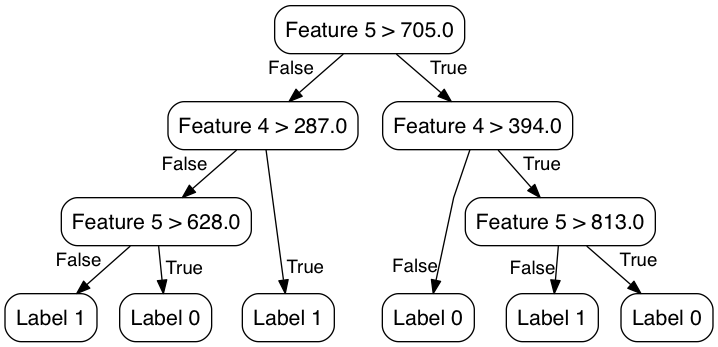 Feature 5 > 705.0
False
True
Feature 4 > 287.0
Feature 4 > 394.0
False
True
Feature 5 > 628.0
Feature 5 > 813.0
False
True
True
False
False
True
Label 1
Label 0
Label 1
Label 0
Label 1
Label 0